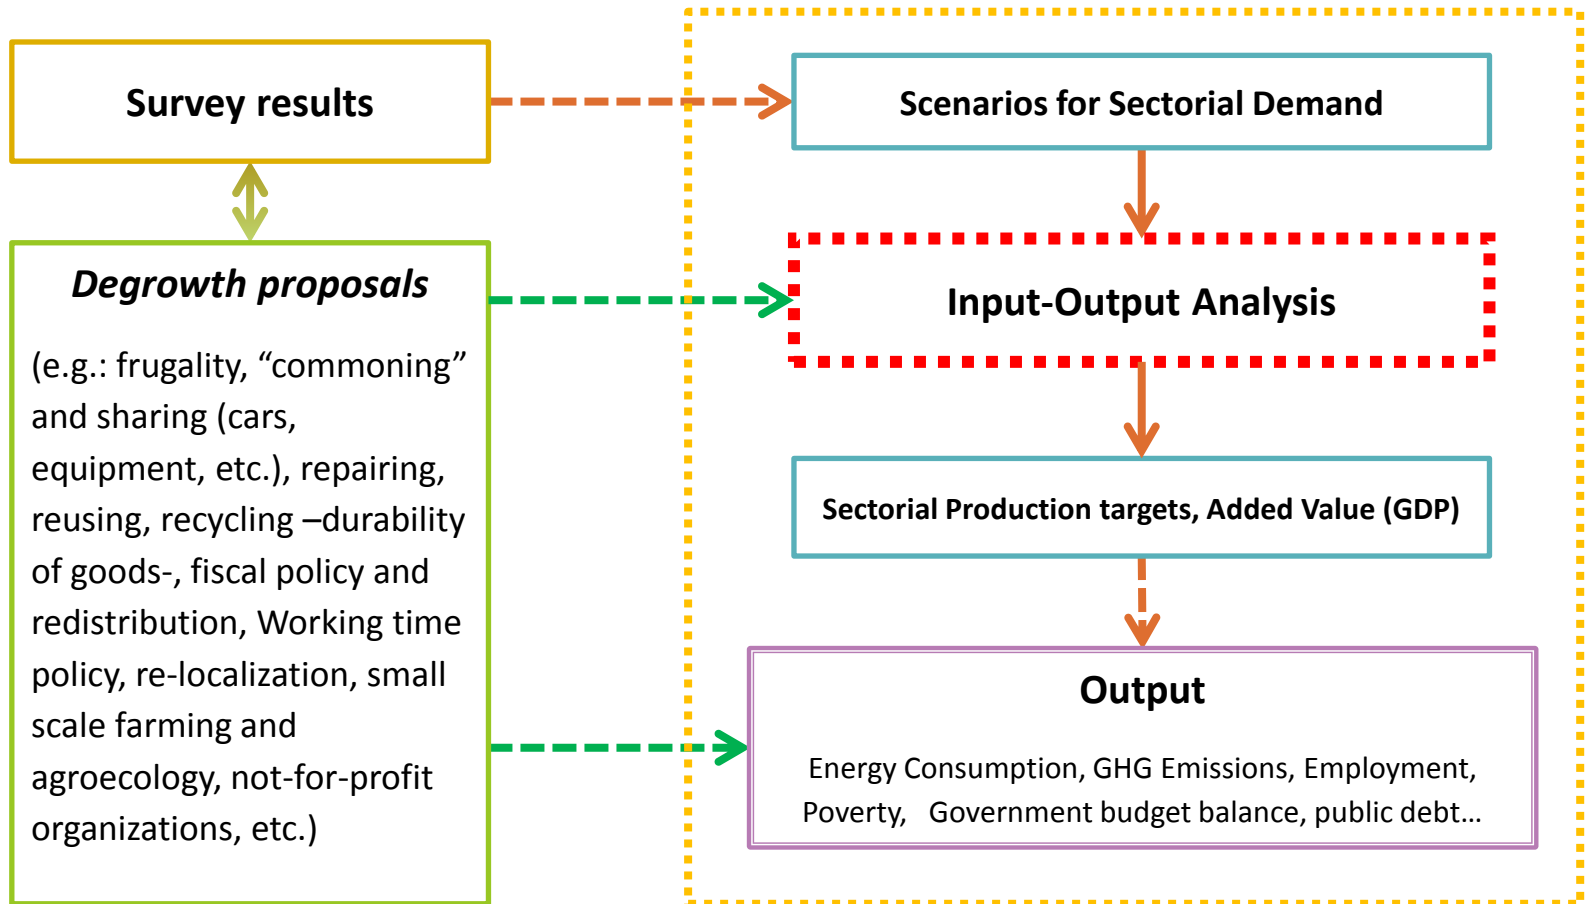 Survey results
Degrowth proposals
(e.g.: frugality, “commoning”
and sharing (cars,
equipment, etc.), repairing,
reusing, recycling –durability
of goods-, fiscal policy and
redistribution, Working time
policy, re-localization, small
scale farming and
agroecology, not-for-profit
organizations, etc.)
Scenarios for Sectorial Demand
Input-Output Analysis
Sectorial Production targets, Added Value (GDP)
Output
Energy Consumption, GHG Emissions, Employment,
Poverty,   Government budget balance, public debt…